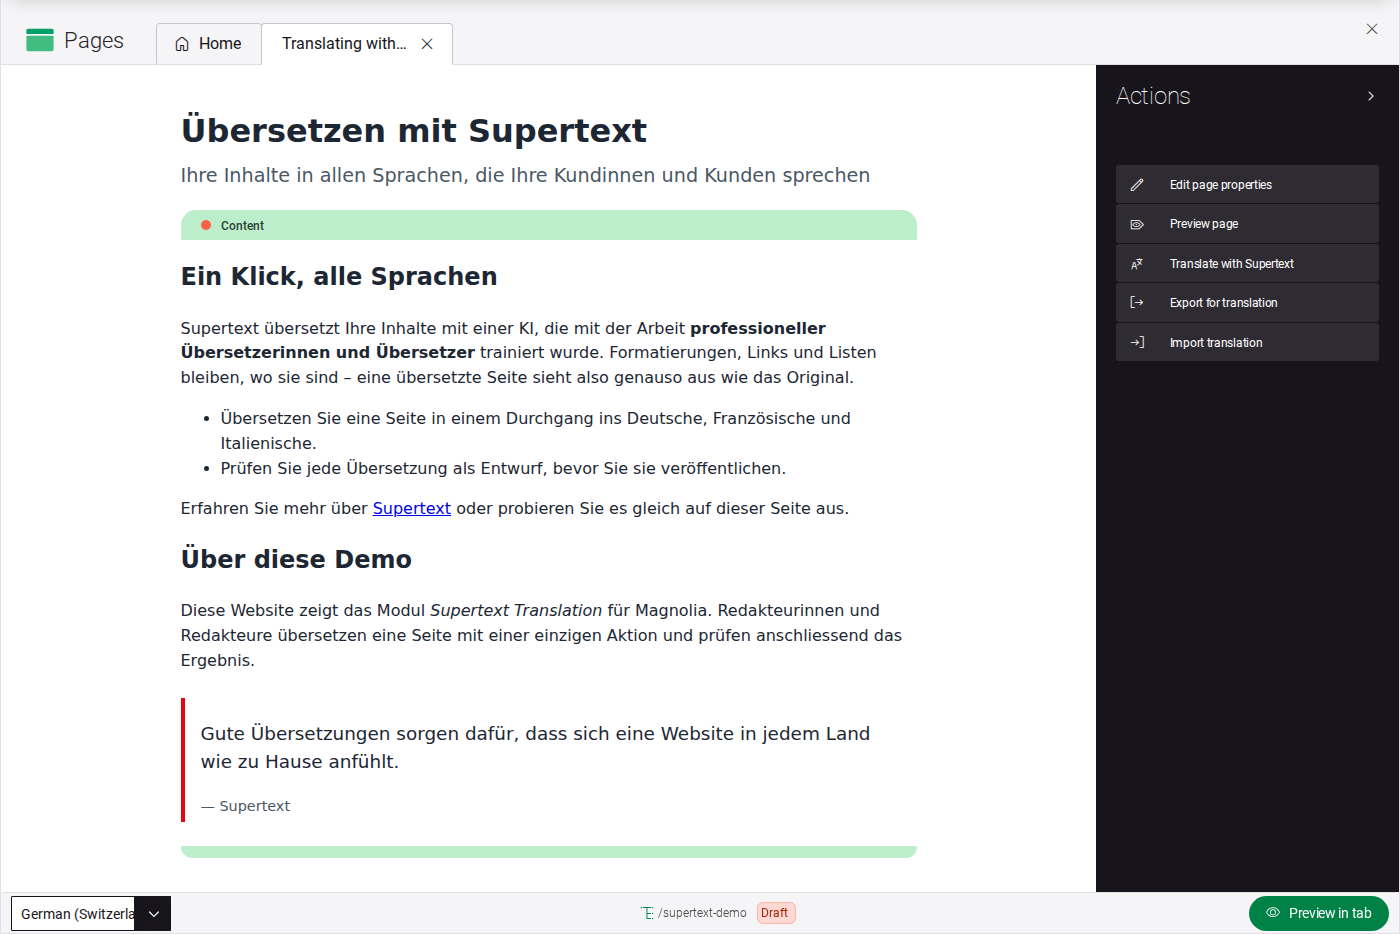 Pages
Home
Translating with...
Actions
Übersetzen mit Supertext
Ihre Inhalte in allen Sprachen, die Ihre Kundinnen und Kunden sprechen
Content
Ein Klick, alle Sprachen
Supertext übersetzt Ihre Inhalte mit einer KI, die mit der Arbeit professioneller
Übersetzerinnen und Übersetzer trainiert wurde. Formatierungen, Links und Listen
bleiben, wo sie sind – eine übersetzte Seite sieht also genauso aus wie das Original.
• Übersetzen Sie eine Seite in einem Durchgang ins Deutsche, Französische und
Italienische.
• Prüfen Sie jede Übersetzung als Entwurf, bevor Sie sie veröffentlichen.
Erfahren Sie mehr über Supertext oder probieren Sie es gleich auf dieser Seite aus.
Über diese Demo
Diese Website zeigt das Modul Supertext Translation für Magnolia. Redakteurinnen und
Redakteure übersetzen eine Seite mit einer einzigen Aktion und prüfen anschliessend das
Ergebnis.
Gute Übersetzungen sorgen dafür, dass sich eine Website in jedem Land
wie zu Hause anfühlt.
— Supertext
Edit page properties
Preview page
Translate with Supertext
Export for translation
Import translation
German (Switzerla
/supertext-demo
Draft
Preview in tab